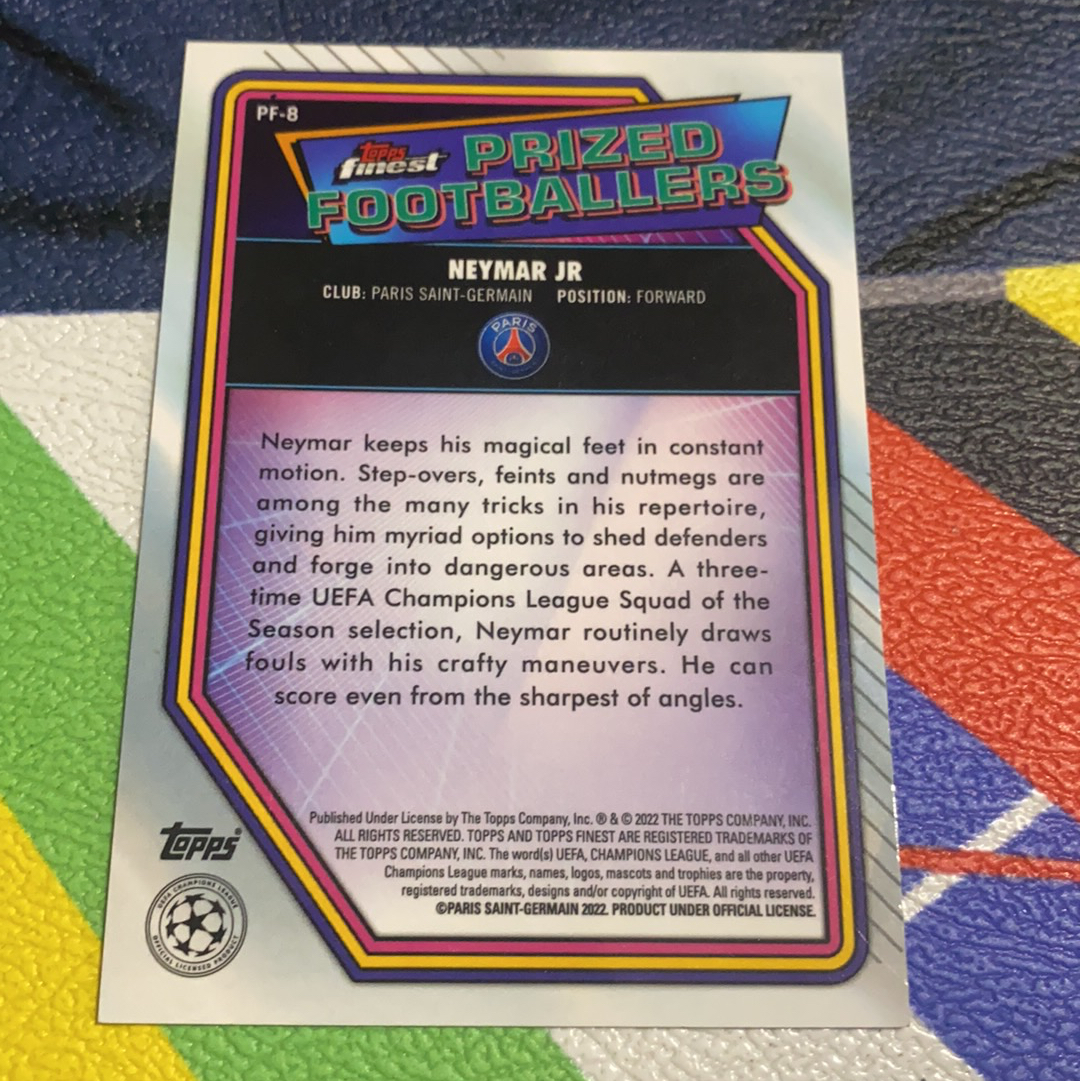 PF-8
Topps
finest
PRIZED
FOOTBALLERS
NEYMAR JR
CLUB: PARIS SAINT-GERMAIN POSITION: FORWARD
PARIS
Neymar keeps his magical feet in constant
motion. Step-overs, feints and nutmegs are
among the many tricks in his repertoire,
giving him myriad options to shed defenders
and forge into dangerous areas. A three-
time UEFA Champions League Squad of the
Season selection, Neymar routinely draws
fouls with his crafty maneuvers. He can
score even from the sharpest of angles.
Published Under License by The Topps Company, Inc. ® & © 2022 THE TOPPS COMPANY, INC.
ALL RIGHTS RESERVED. TOPPS AND TOPPS FINEST ARE REGISTERED TRADEMARKS OF
THE TOPPS COMPANY, INC. The word(s) UEFA, CHAMPIONS LEAGUE, and all other UEFA
Champions League marks, names, logos, mascots and trophies are the property,
registered trademarks, designs and/or copyright of UEFA. All rights reserved.
©PARIS SAINT-GERMAIN 2022. PRODUCT UNDER OFFICIAL LICENSE.
Topps®
UEFA CHAMPIONS LEAGUE
OFFICIAL LICENSED PRODUCT